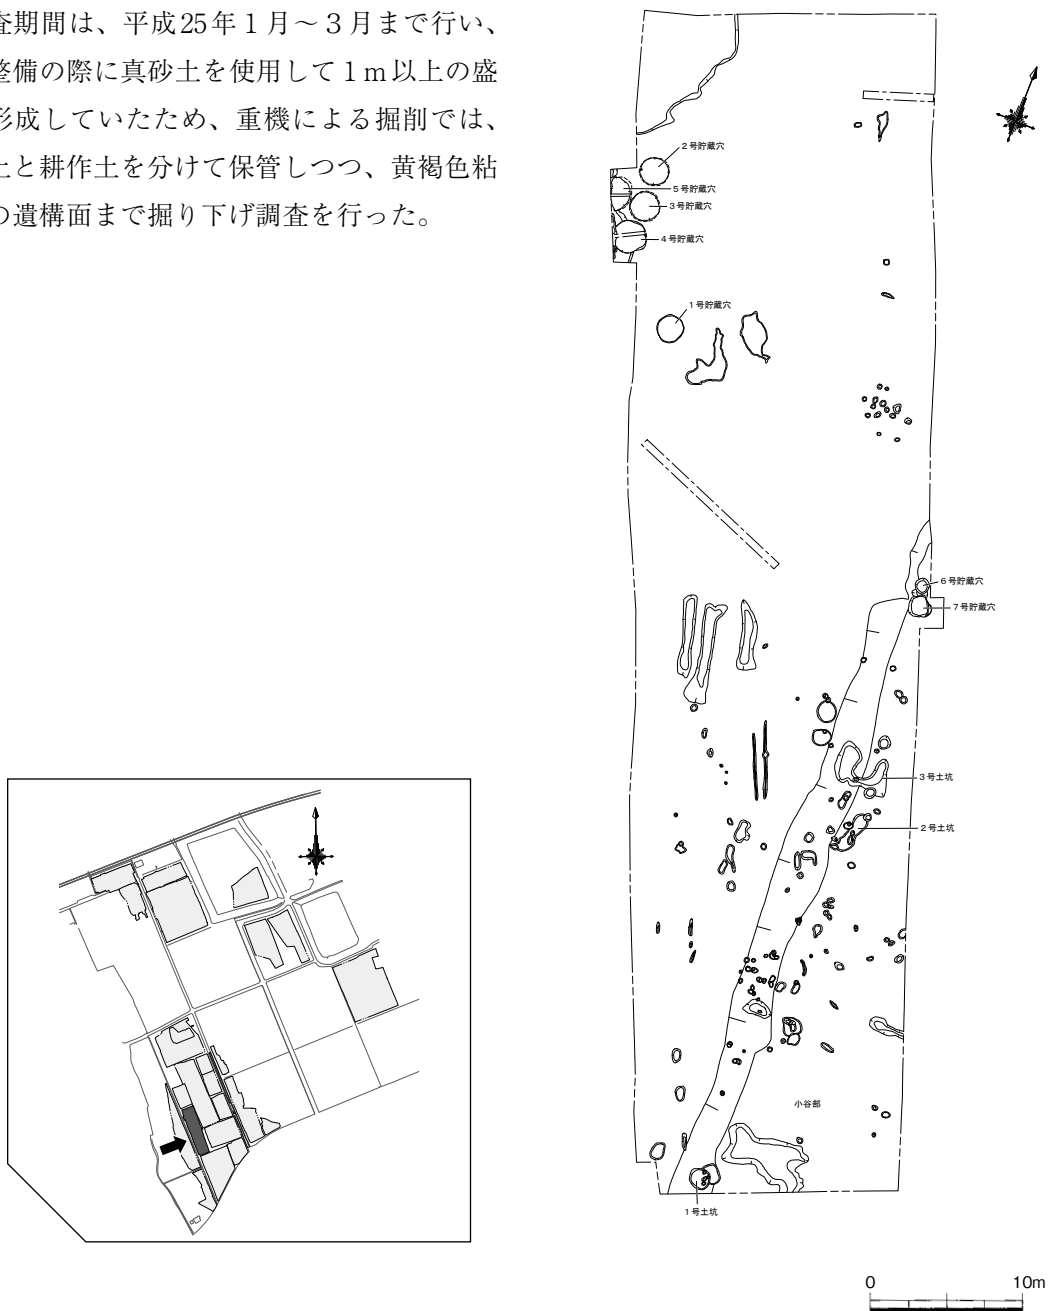 査期間は、平成25年１月～３月まで行い、
整備の際に真砂土を使用して１m以上の盛
形成していたため、重機による掘削では、
土と耕作土を分けて保管しつつ、黄褐色粘
の遺構面まで掘り下げ調査を行った。
２号貯蔵穴
５号貯蔵穴
３号貯蔵穴
４号貯蔵穴
１号貯蔵穴
６号貯蔵穴
７号貯蔵穴
３号土坑
２号土坑
小谷部
１号土坑
0 10m